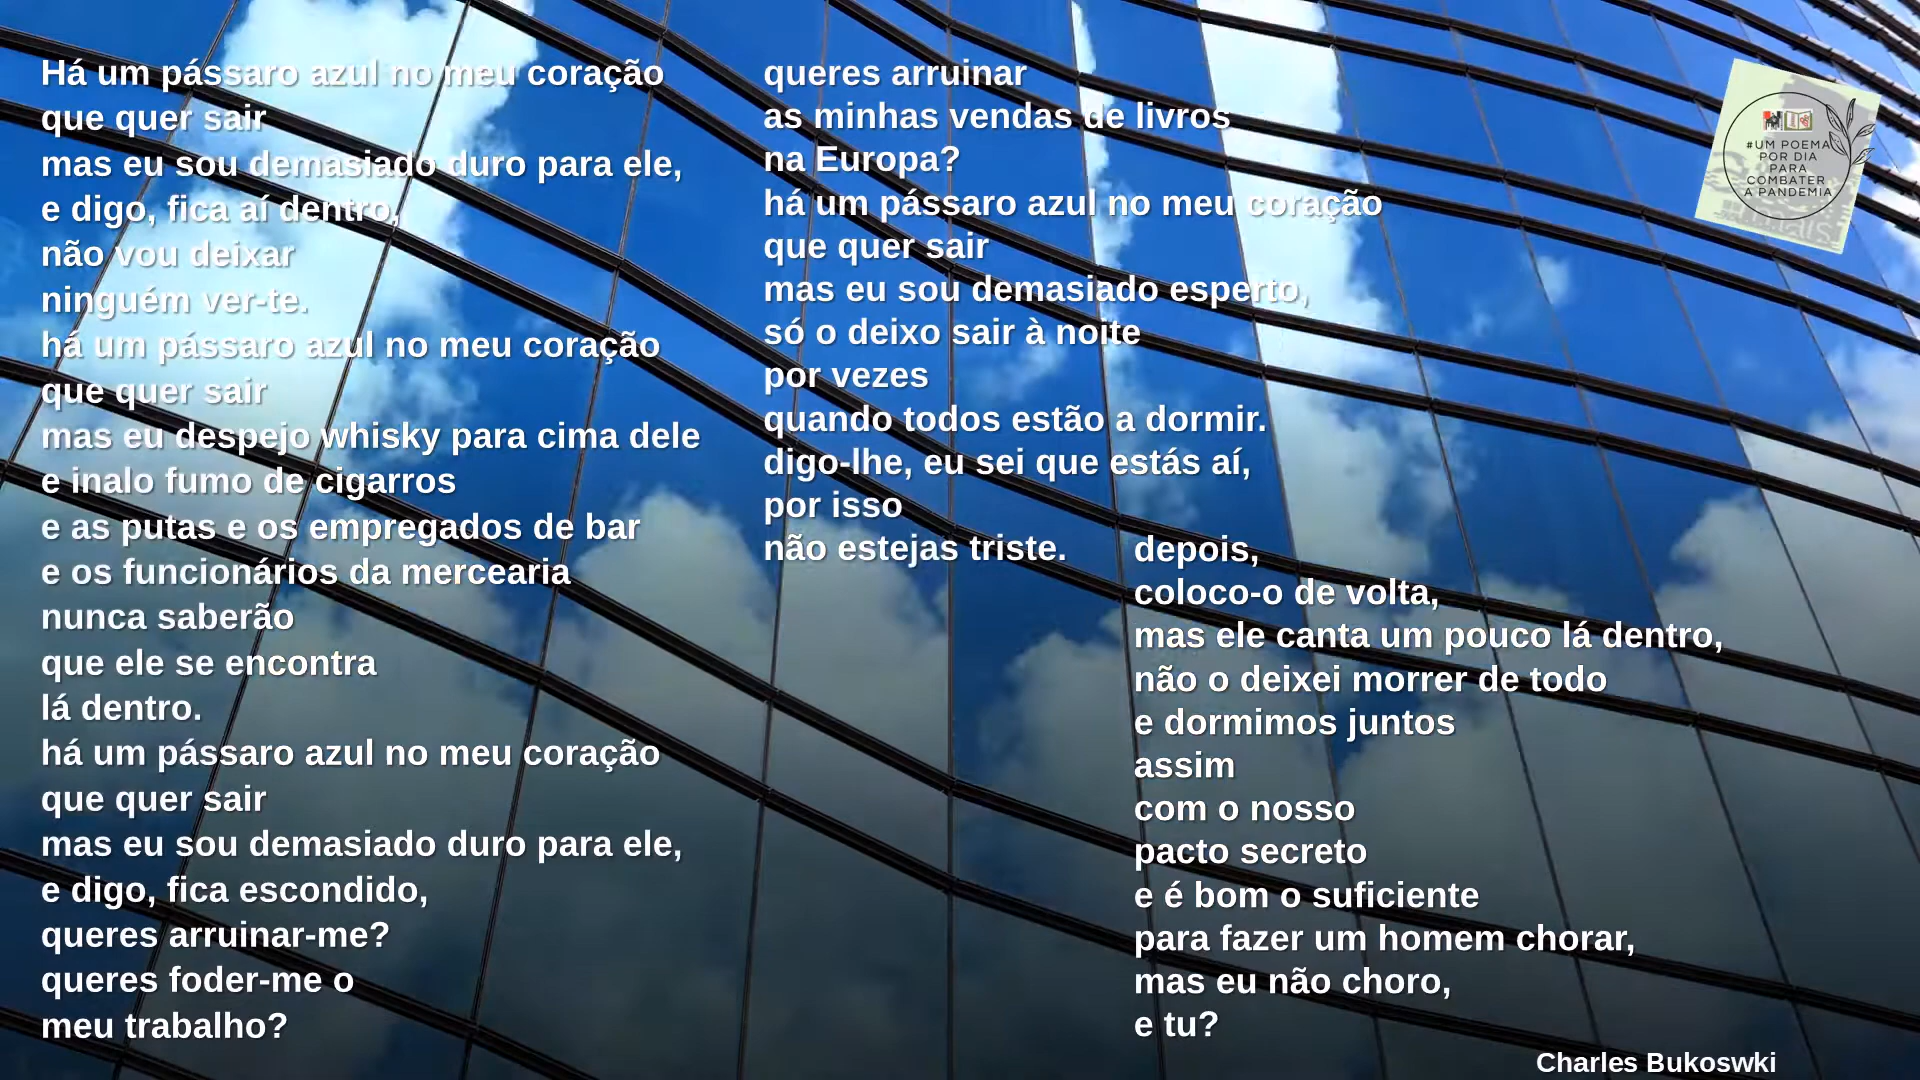 Há um pássaro azul no meu coração
que quer sair
mas eu sou demasiado duro para ele,
e digo, fica aí dentro,
não vou deixar
ninguém ver-te.
há um pássaro azul no meu coração
que quer sair
mas eu despejo whisky para cima dele
e inalo fumo de cigarros
e as putas e os empregados de bar
e os funcionários da mercearia
nunca saberão
que ele se encontra
lá dentro.
há um pássaro azul no meu coração
que quer sair
mas eu sou demasiado duro para ele,
e digo, fica escondido,
queres arruinar-me?
queres foder-me o
meu trabalho?
queres arruinar
as minhas vendas de livros
na Europa?
há um pássaro azul no meu coração
que quer sair
mas eu sou demasiado esperto,
só o deixo sair à noite
por vezes
quando todos estão a dormir.
digo-lhe, eu sei que estás aí,
por isso
não estejas triste.
depois,
coloco-o de volta,
mas ele canta um pouco lá dentro,
não o deixei morrer de todo
e dormimos juntos
assim
com o nosso
pacto secreto
e é bom o suficiente
para fazer um homem chorar,
mas eu não choro,
e tu?
Charles Bukoswki
#UM POEMA
POR DIA
PARA
COMBATER
A PANDEMIA